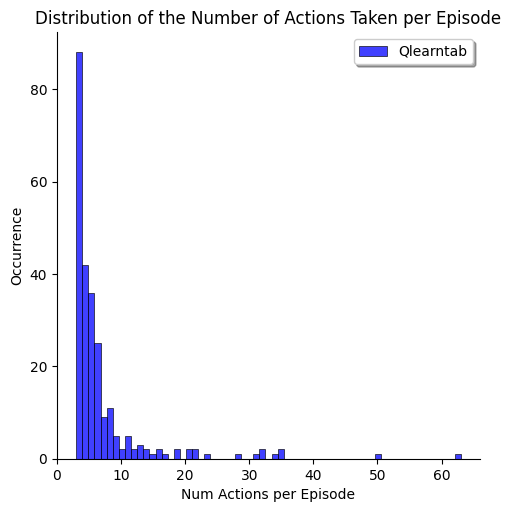 Distribution of the Number of Actions Taken per Episode
Qlearntab
80
60
40
20
0
Occurrence
0 10 20 30 40 50 60
Num Actions per Episode